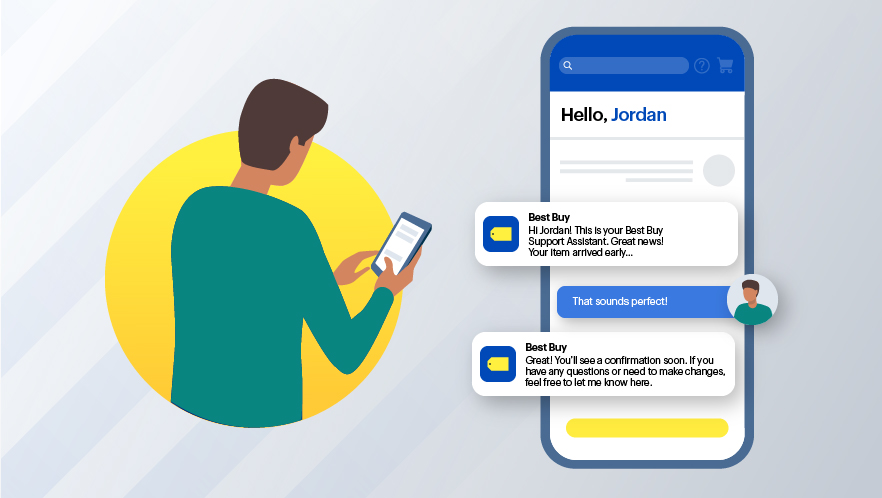 Hello, Jordan
Best Buy
Hi Jordan! This is your Best Buy
Support Assistant. Great news!
Your item arrived early...
That sounds perfect!
Best Buy
Great! You'll see a confirmation soon. If you
have any questions or need to make changes,
feel free to let me know here.